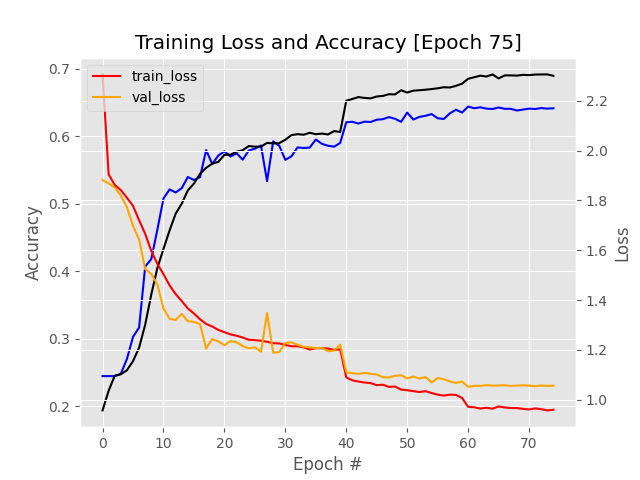 Training Loss and Accuracy [Epoch 75]
train_loss
val_loss
0.7
0.6
0.5
0.4
0.3
0.2
Accuracy
2.2
2.0
1.8
1.6
1.4
1.2
1.0
Loss
0 10 20 30 40 50 60 70
Epoch #